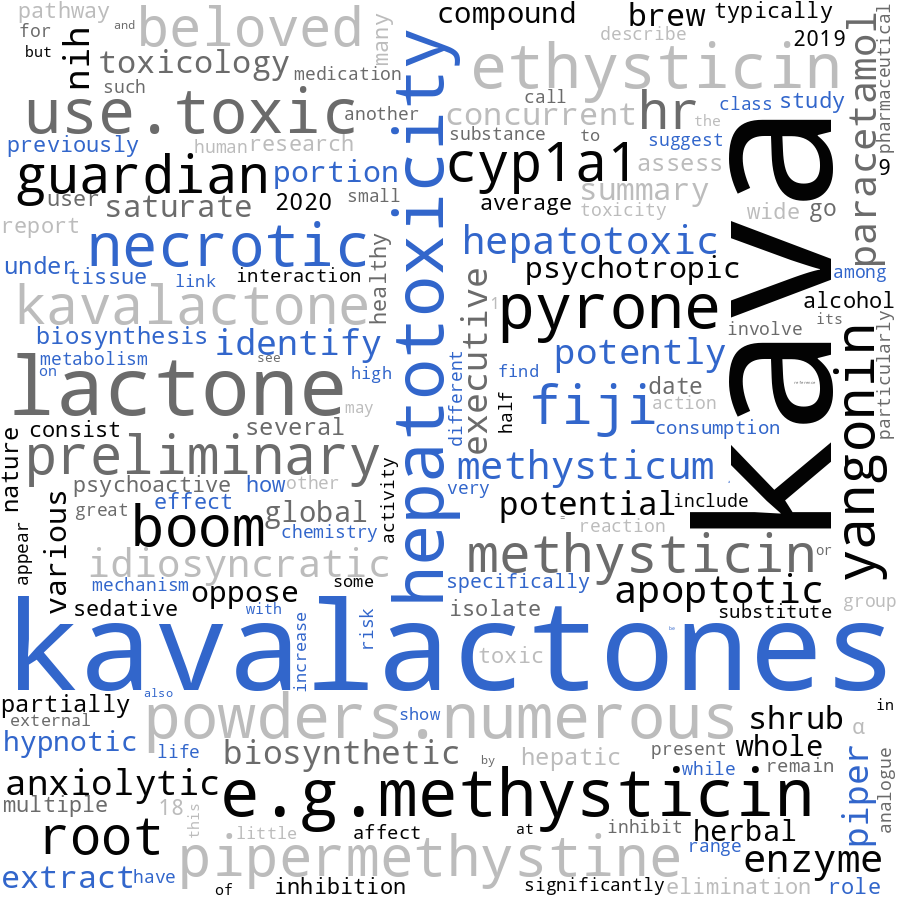 pathway
and
beloved
many
compound
brew
typically
pharmaceutical
for
but
nih
toxicology
such
medication
describe
2019
ethysticin
use.toxic
another
call
concurrent
hr
class
study
the
previously
human
research
substance
to
suggest
guardian
portion
cyp1a1
assess
9
user
saturate
2020
small
average
summary
toxicity
wide
go
paracetamol
report
necrotic
healthy
hepatotoxicity
hepatotoxic
kava
under
tissue
link
interaction
psychotropic
among
kavalactone
executive
1
pyrone
alcohol
its
involve
particularly
biosynthesis
identify
different
potently
yangonin
metabolism
on
see
high
find
date
reference
lactone
may
half
fiji
action
consist
several
consumption
nature
preliminary
methysticum
psychoactive
how
other
very
effect
activity
potential
include
great
boom
global
chemistry
reaction
appear
various
idiosyncratic
methysticin
or
mechanism
oppose
some
specifically
apoptotic
sedative
with
isolate
substitute
group
increase
risk
kavalactones
be
toxic
also
partially
external
powders.numerous
show
shrub
in
α
hypnotic
life
biosynthetic
by
hepatic
present
whole
piper
analogue
while
remain
anxiolytic
e.g.methysticin
multiple
18
this
root
little
affect
at
inhibit
herbal
pipermethystine
range
enzyme
extract
have
of
inhibition
significantly
elimination
role